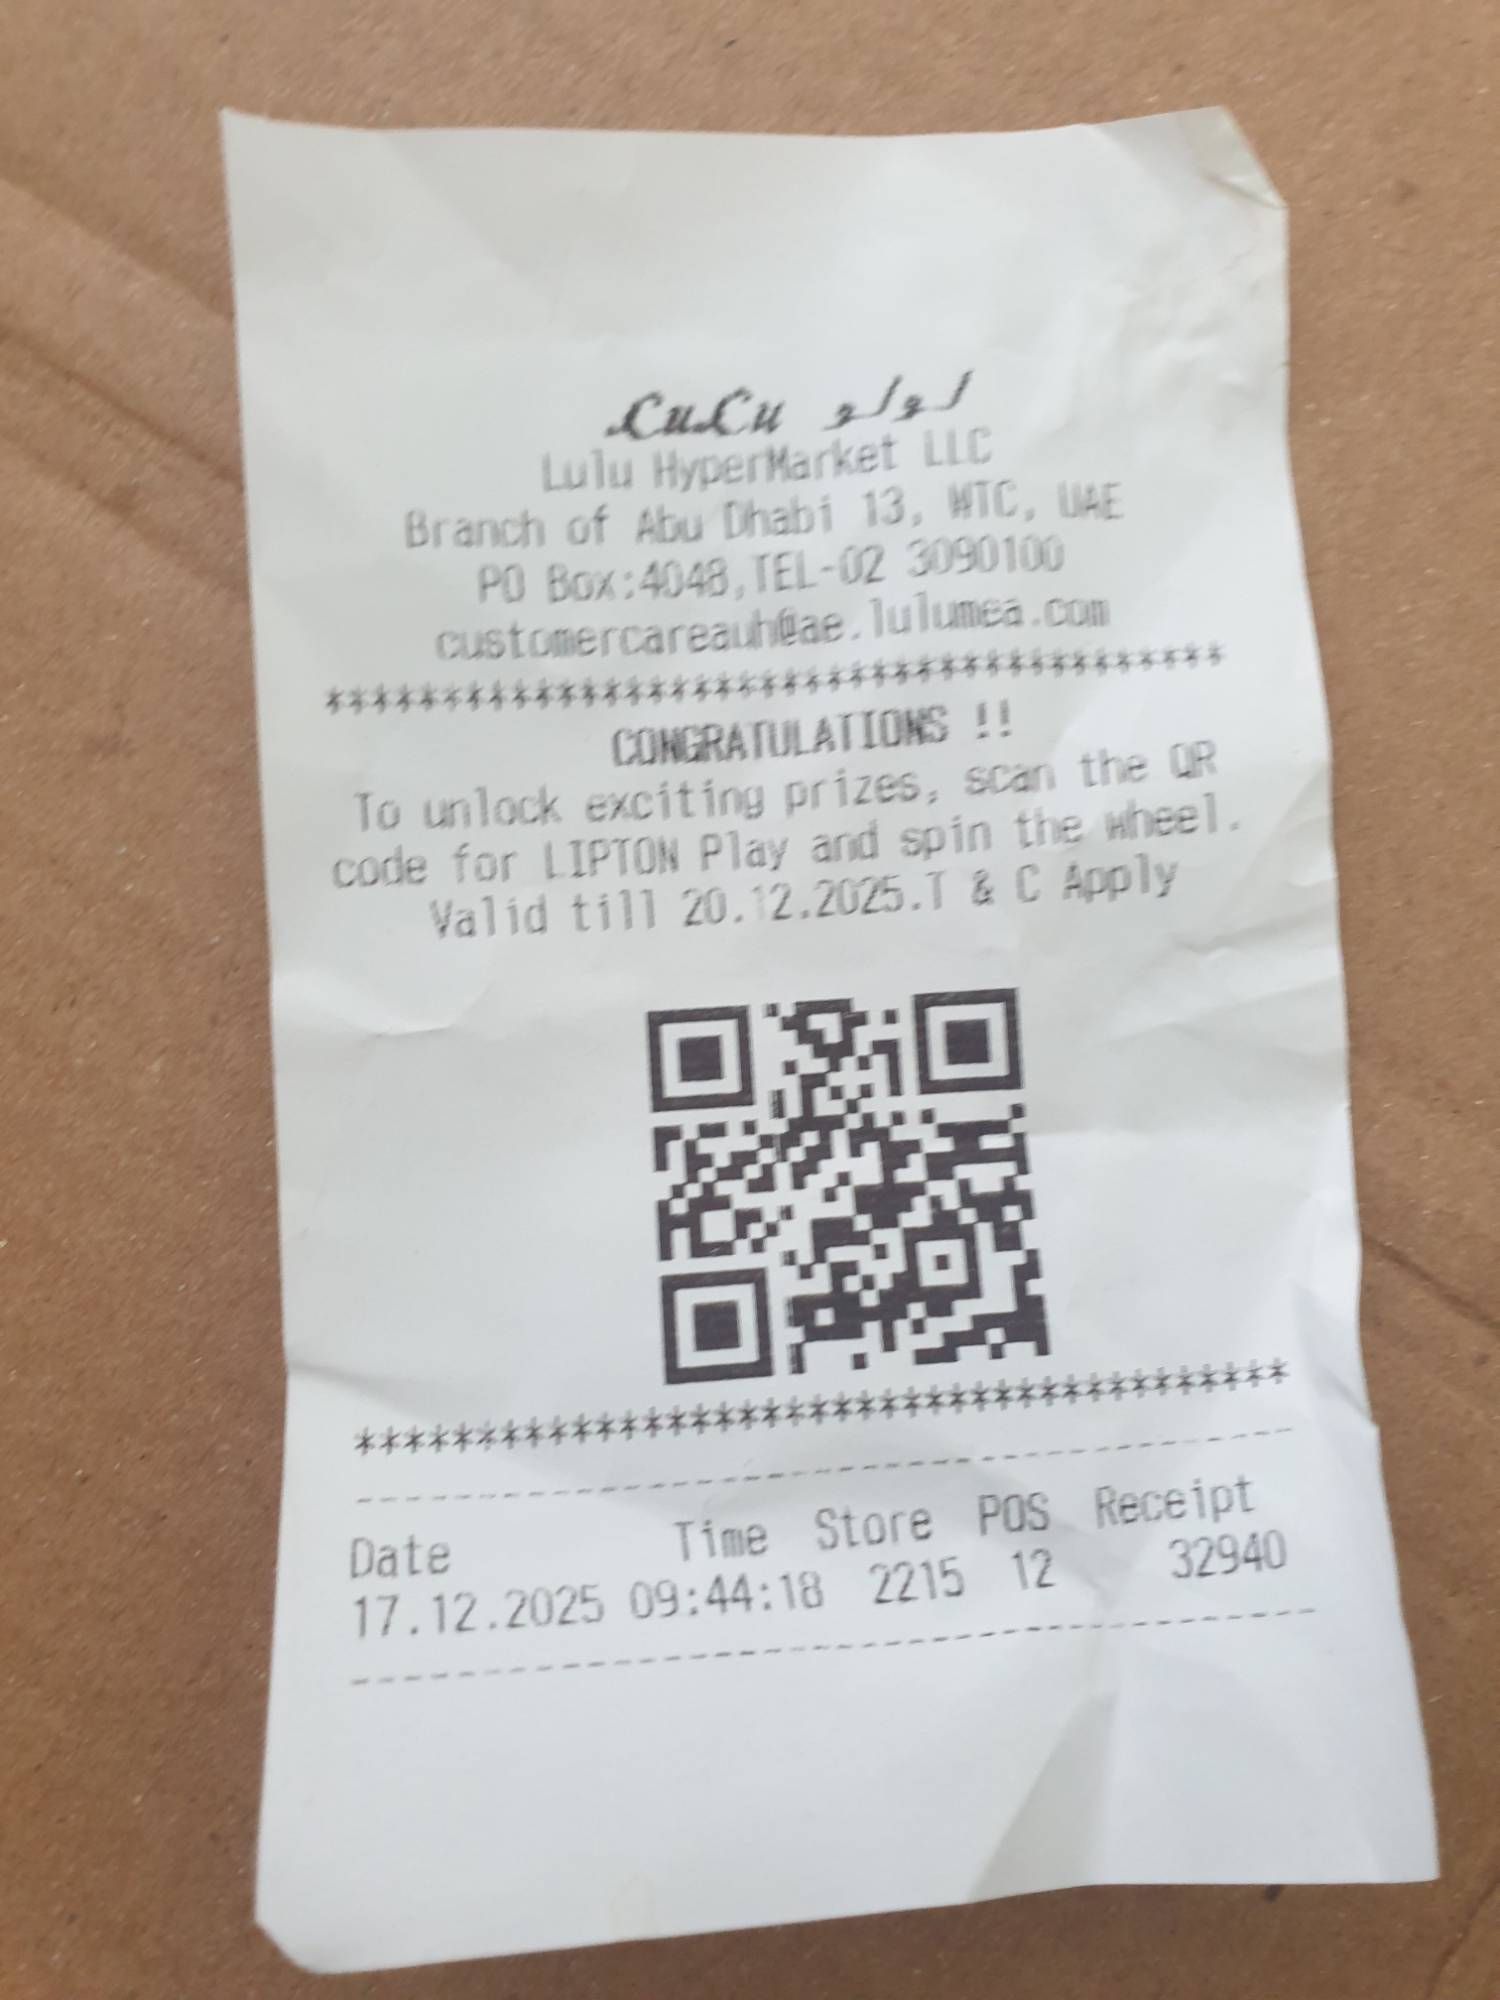 LuLu لولو
Lulu HyperMarket LLC
Branch of Abu Dhabi 13, WTC, UAE
PO Box:4048,TEL-02 3090100
customercareauh@ae.lulumea.com
****************************************
CONGRATULATIONS !!
To unlock exciting prizes, scan the QR
code for LIPTON Play and spin the wheel.
Valid till 20.12.2025.T & C Apply
****************************************
----------------------------------------
Date Time Store POS Receipt
17.12.2025 09:44:18 2215 12 32940
----------------------------------------